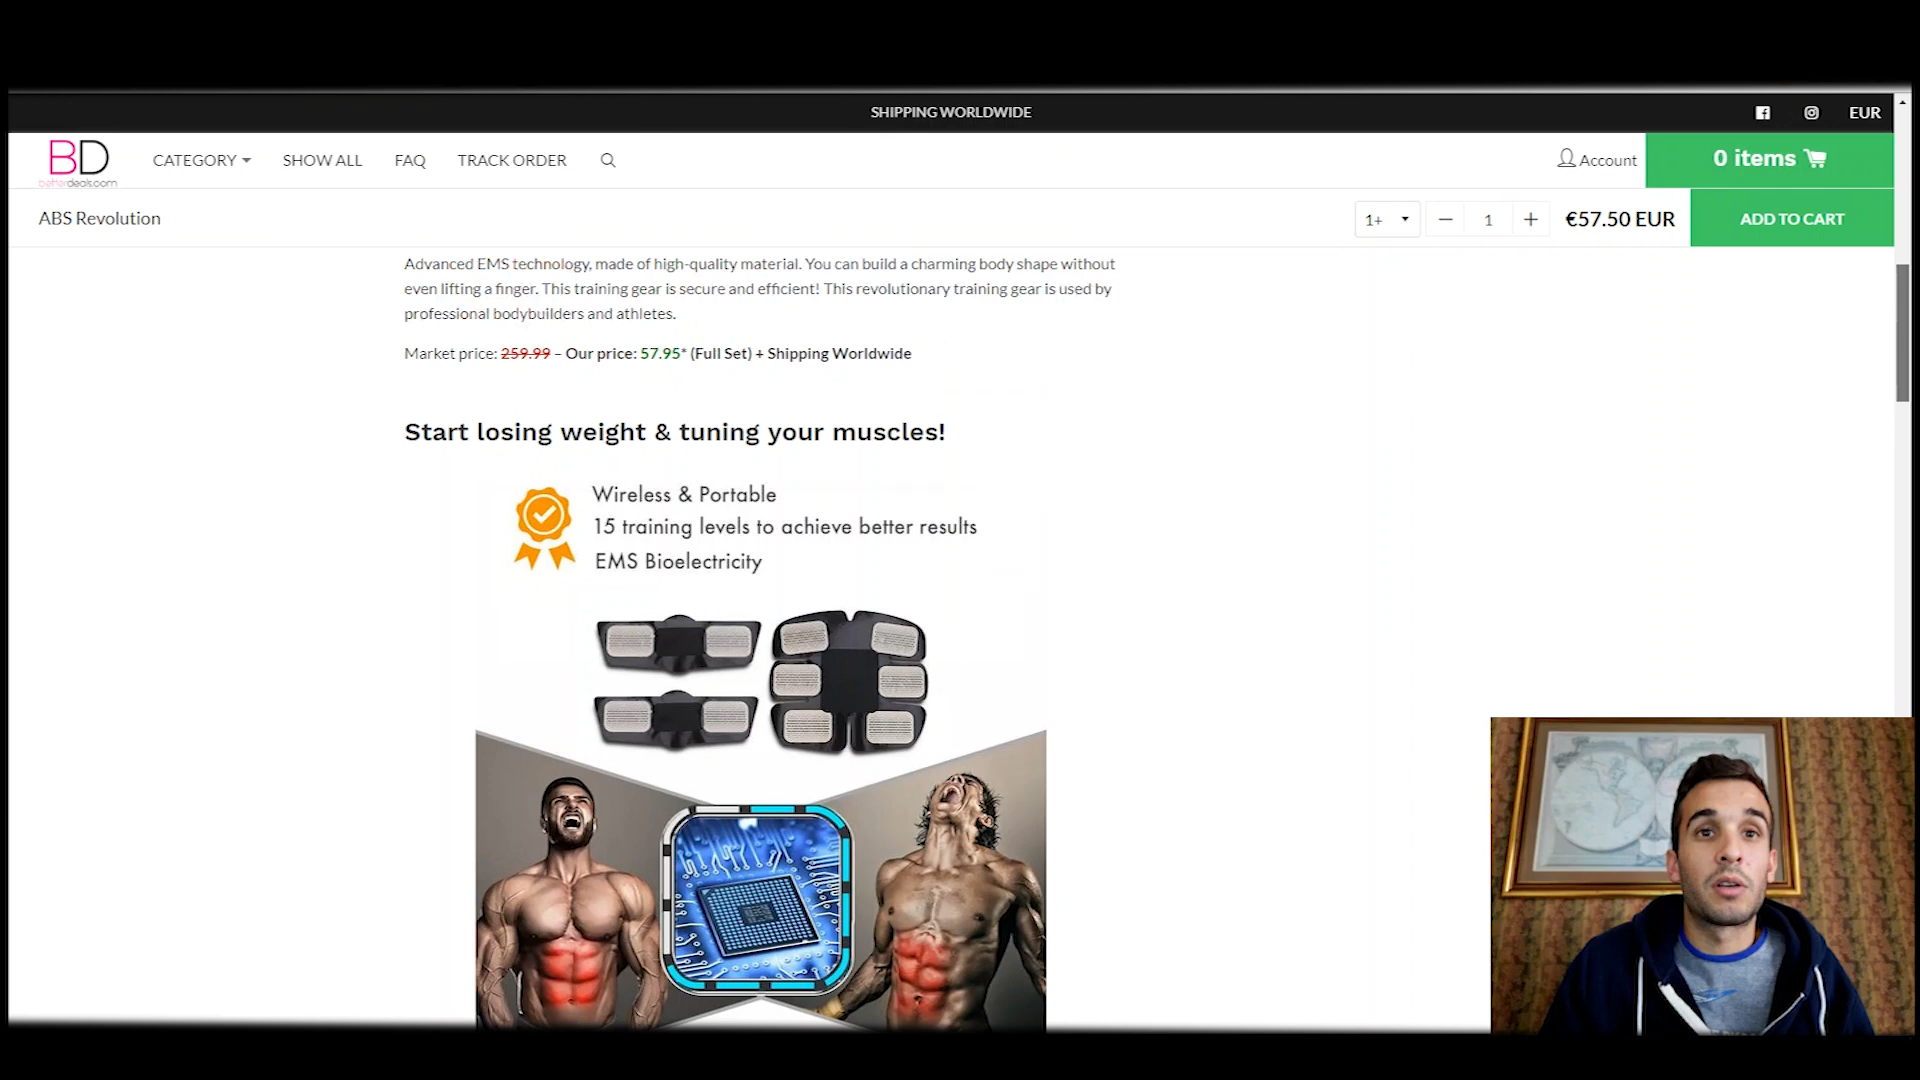 SHIPPING WORLDWIDE
EUR
BD
betterdeals.com
CATEGORY
SHOW ALL
FAQ
TRACK ORDER
Account
0 items
ABS Revolution
1+
1
€57.50 EUR
ADD TO CART
Advanced EMS technology, made of high-quality material. You can build a charming body shape without
even lifting a finger. This training gear is secure and efficient! This revolutionary training gear is used by
professional bodybuilders and athletes.
Market price: 259.99 – Our price: 57.95* (Full Set) + Shipping Worldwide
Start losing weight & tuning your muscles!
Wireless & Portable
15 training levels to achieve better results
EMS Bioelectricity